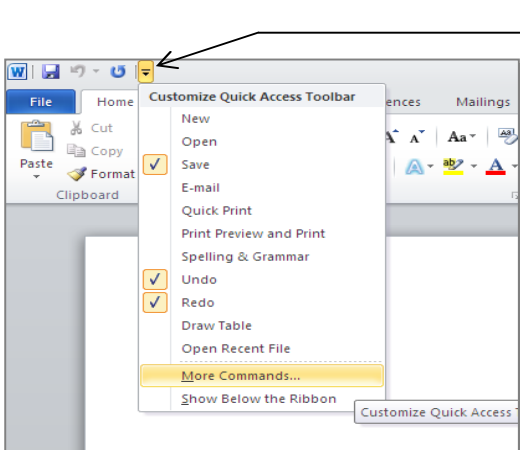 W
File Home Customize Quick Access Toolbar ences Mailings
New
Cut
Open
Aa
Copy
Paste
Save
Format
E-mail
Clipboard
Quick Print
Print Preview and Print
Spelling & Grammar
Undo
Redo
Draw Table
Open Recent File
More Commands...
Show Below the Ribbon
Customize Quick Access T